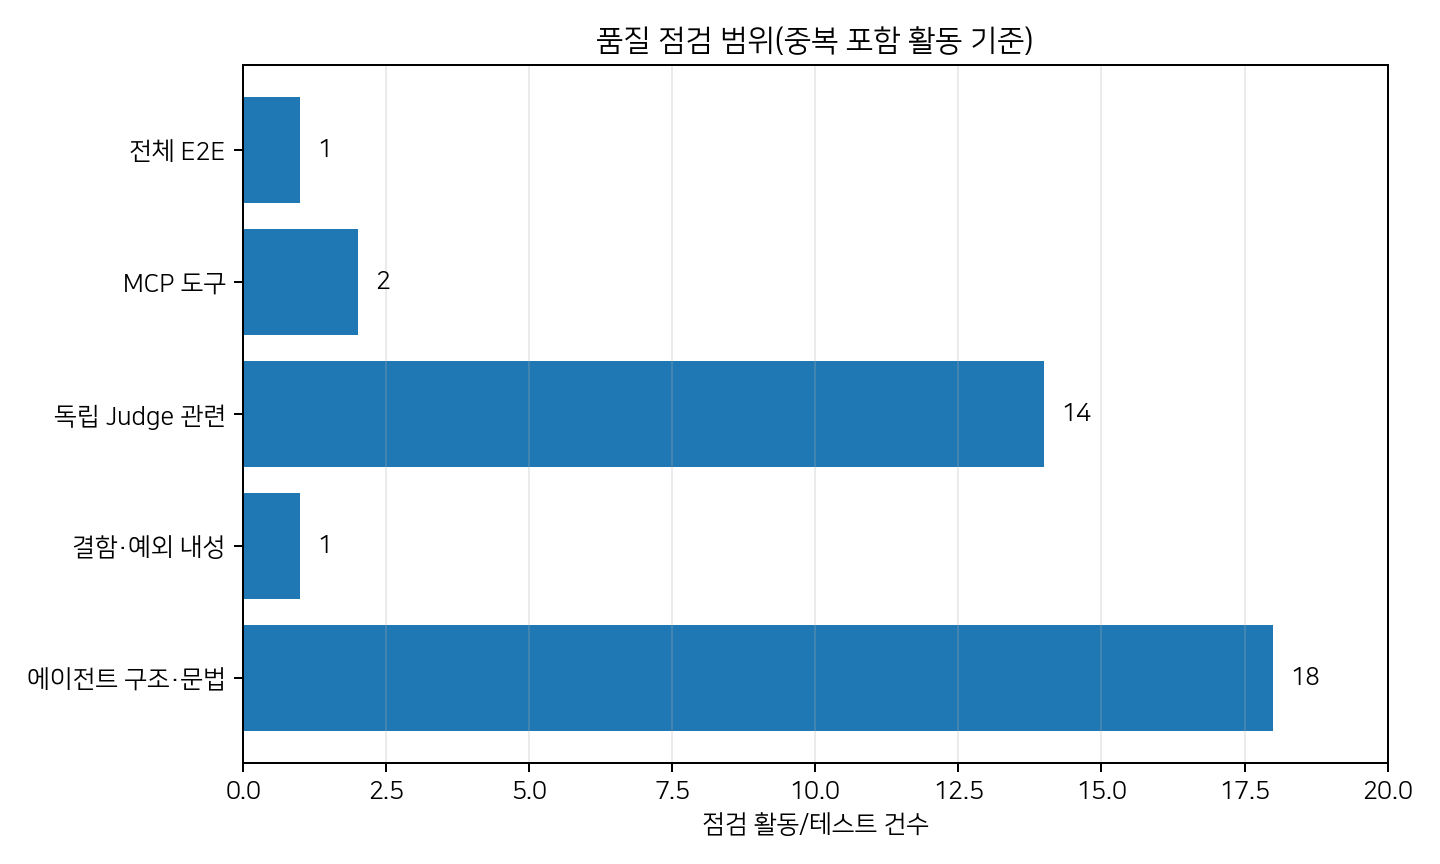 품질 점검 범위(중복 포함 활동 기준)
전체 E2E 1
MCP 도구 2
독립 Judge 관련 14
결함·예외 내성 1
에이전트 구조·문법 18
0.0 2.5 5.0 7.5 10.0 12.5 15.0 17.5 20.0
점검 활동/테스트 건수